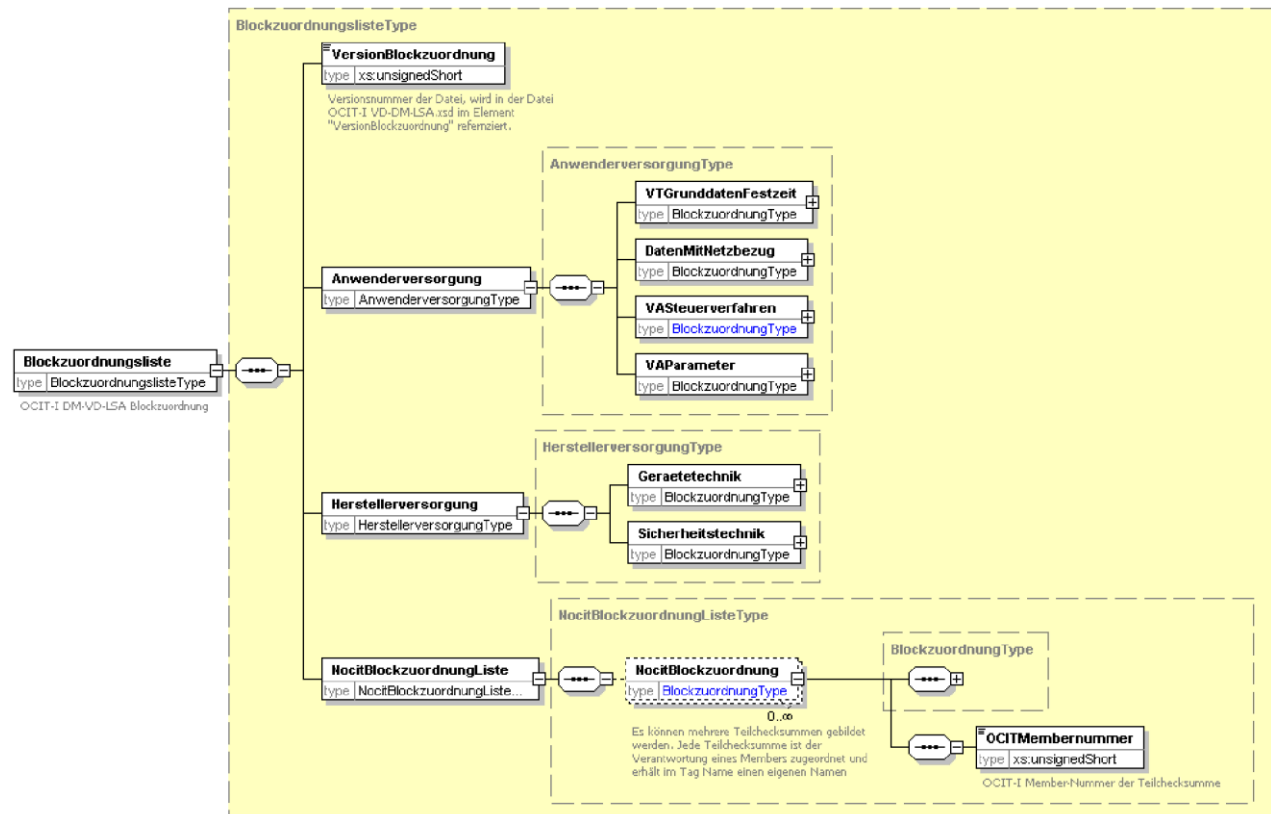 BlockzuordnungslisteType
VersionBlockzuordnung
type xs:unsignedShort
Versionsnummer der Datei, wird in der Datei
OCIT-I VD-DM-LSA.xsd im Element
"VersionBlockzuordnung" refernziert.
AnwenderversorgungType
VTGrunddatenFestzeit
type BlockzuordnungType
DatenMitNetzbezug
type BlockzuordnungType
Anwenderversorgung
type AnwenderversorgungType
VASteuerverfahren
type BlockzuordnungType
VAParameter
type BlockzuordnungType
Blockzuordnungsliste
type BlockzuordnungslisteType
OCIT-I DM-VD-LSA Blockzuordnung
HerstellerversorgungType
Geraetetechnik
type BlockzuordnungType
Herstellerversorgung
type HerstellerversorgungType
Sicherheitstechnik
type BlockzuordnungType
NocitBlockzuordnungListeType
BlockzuordnungType
NocitBlockzuordnungListe
type NocitBlockzuordnungListe...
NocitBlockzuordnung
type BlockzuordnungType
0..∞
Es können mehrere Teilchecksummen gebildet
werden. Jede Teilchecksumme ist der
Verantwortung eines Members zugeordnet und
erhält im Tag Name einen eigenen Namen
OCITMembernummer
type xs:unsignedShort
OCIT-I Member-Nummer der Teilchecksumme